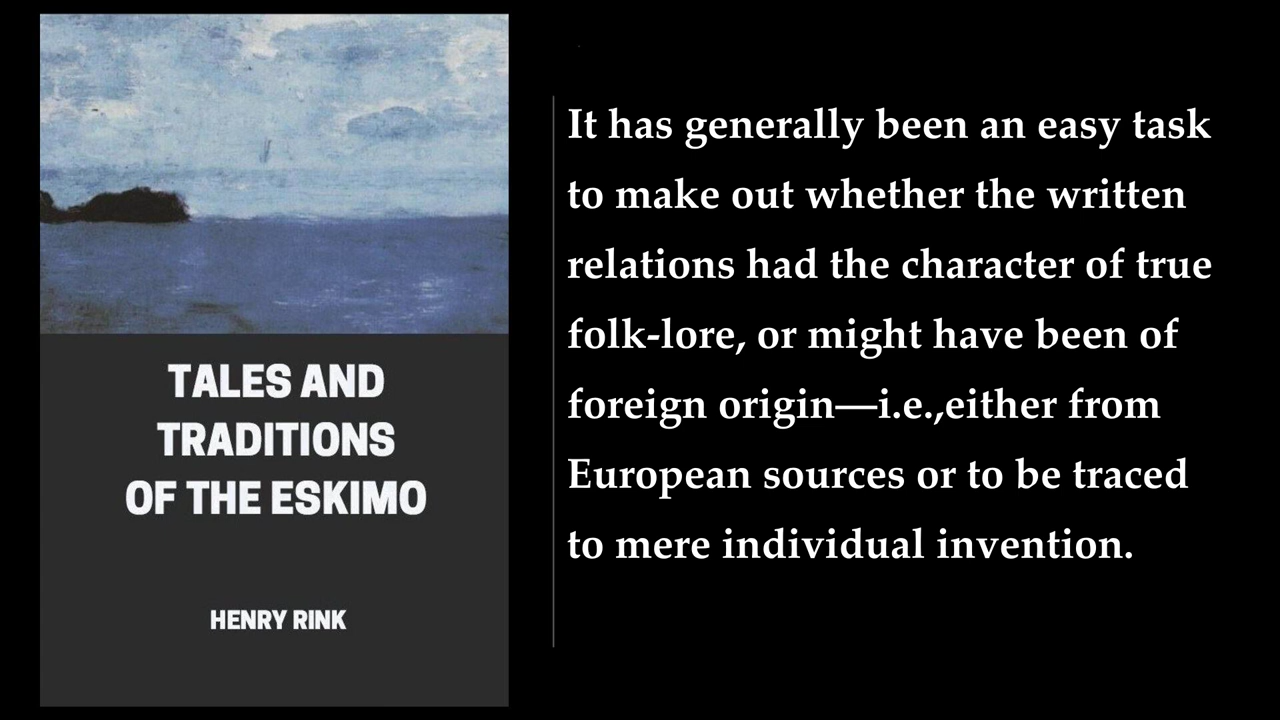 TALES AND
TRADITIONS
OF THE ESKIMO
HENRY RINK
It has generally been an easy task
to make out whether the written
relations had the character of true
folk-lore, or might have been of
foreign origin—i.e.,either from
European sources or to be traced
to mere individual invention.